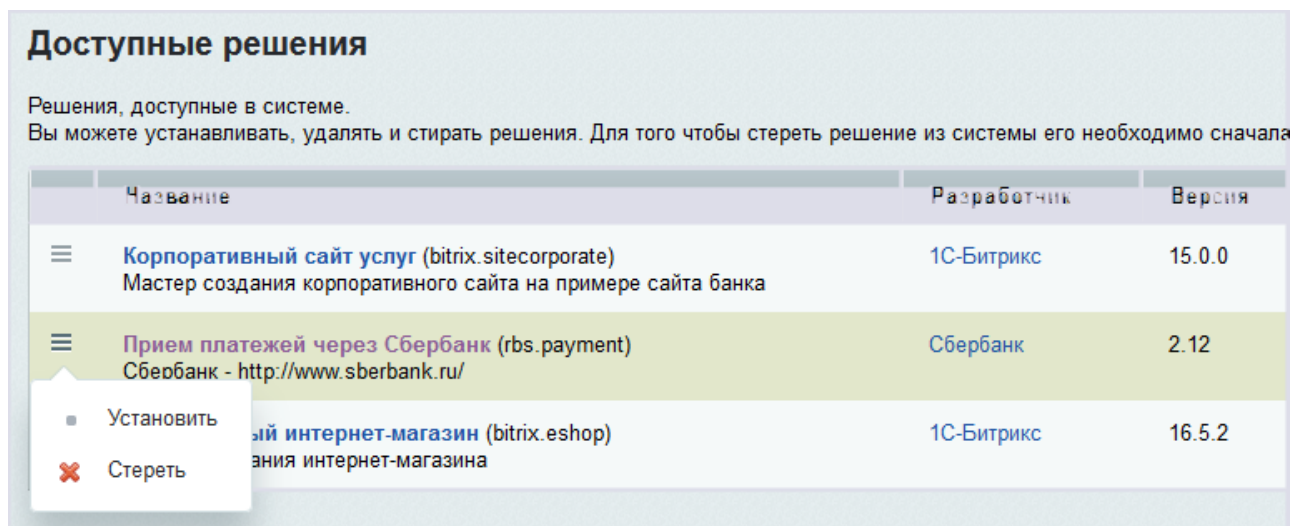 Доступные решения
Решения, доступные в системе.
Вы можете устанавливать, удалять и стирать решения. Для того чтобы стереть решение из системы его необходимо сначала
Название Разработчик Версия
Корпоративный сайт услуг (bitrix.sitecorporate) 1С-Битрикс 15.0.0
Мастер создания корпоративного сайта на примере сайта банка
Прием платежей через Сбербанк (rbs.payment) Сбербанк 2.12
Сбербанк - http://www.sberbank.ru/
Установить
ый интернет-магазин (bitrix.eshop) 1С-Битрикс 16.5.2
ания интернет-магазина
Стереть